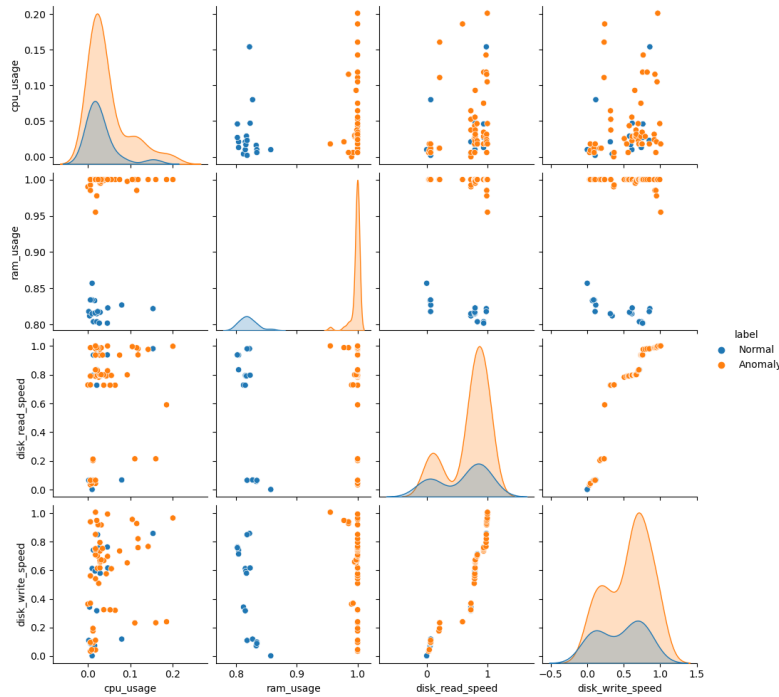 0.20
0.15
0.10
0.05
0.00
cpu_usage
1.00
0.95
0.90
0.85
0.80
ram_usage
1.0
0.8
0.6
0.4
0.2
0.0
disk_read_speed
label
Normal
Anomaly
1.0
0.8
0.6
0.4
0.2
0.0
disk_write_speed
0.0 0.1 0.2
cpu_usage
0.8 0.9 1.0
ram_usage
0 1
disk_read_speed
−0.5 0.0 0.5 1.0 1.5
disk_write_speed